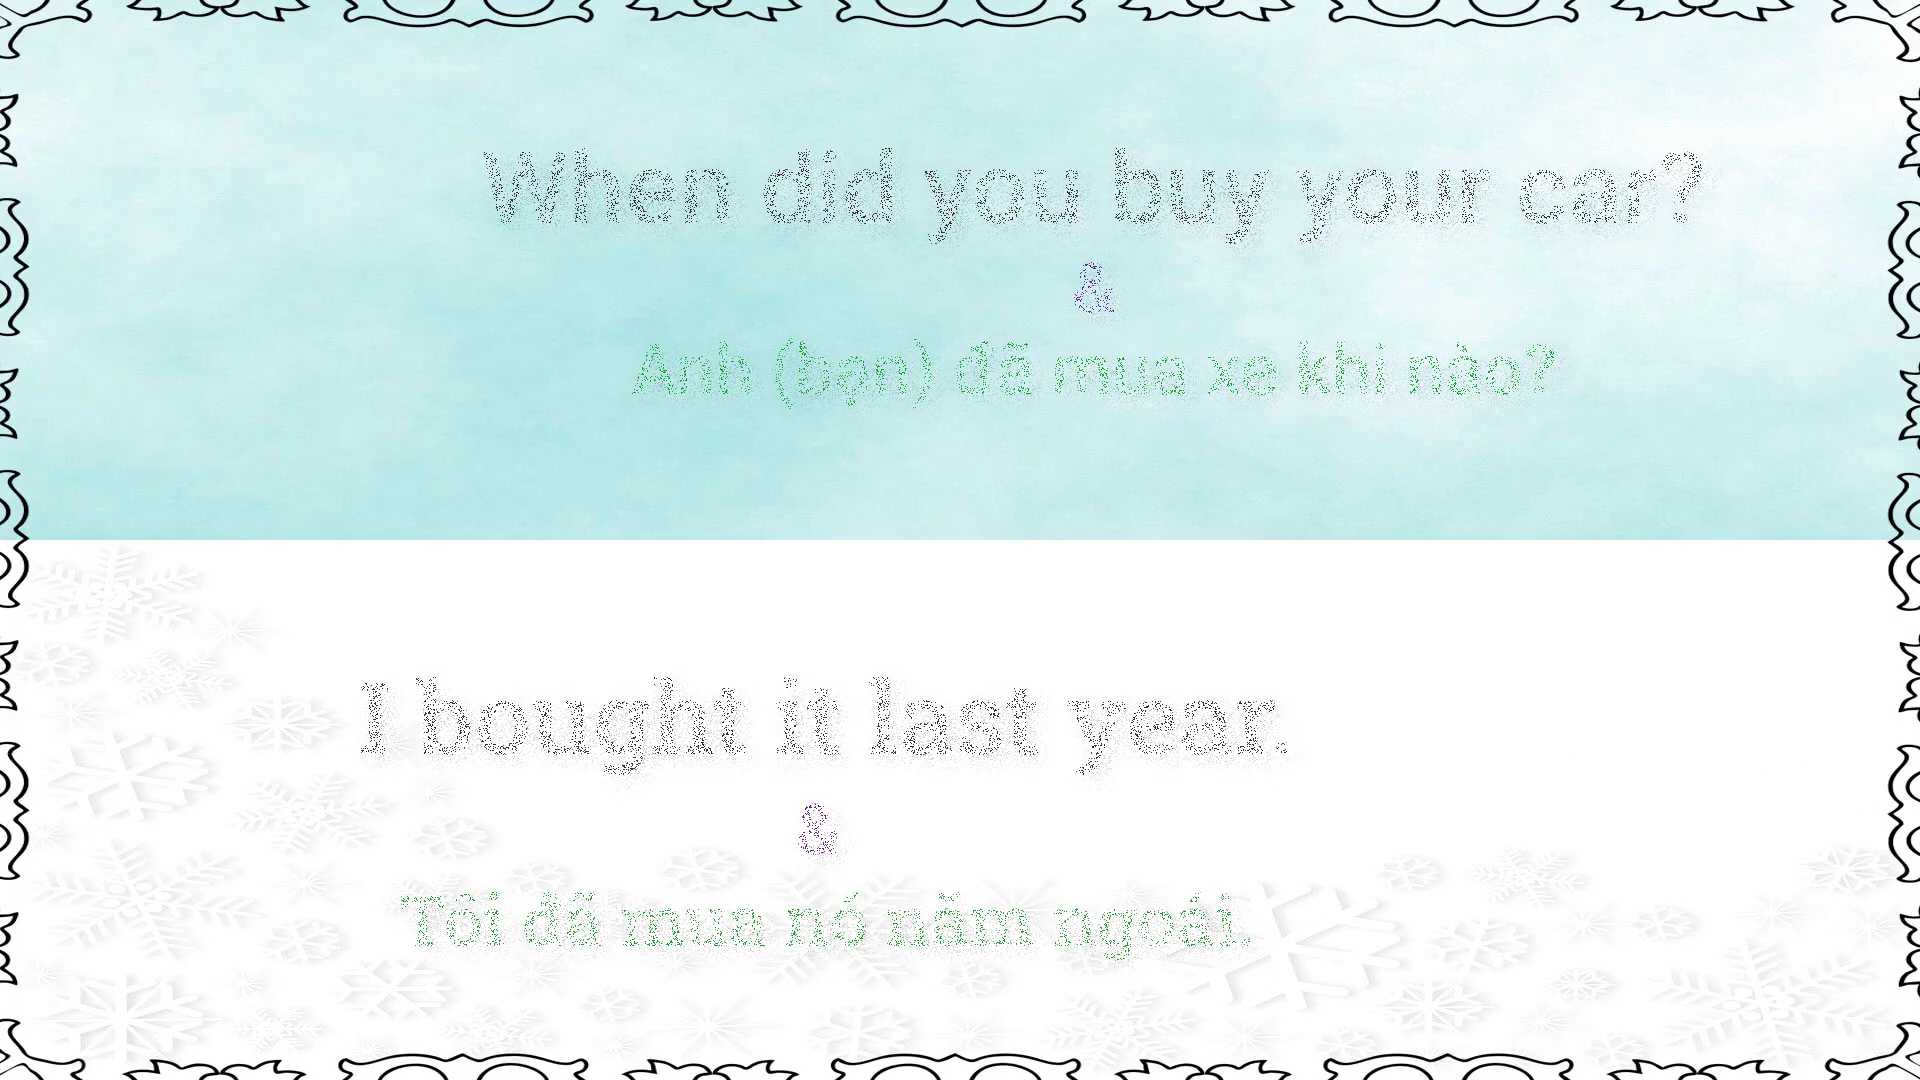 When did you buy your car?
&
Anh (bạn) đã mua xe khi nào?
I bought it last year.
&
Tôi đã mua nó năm ngoái.